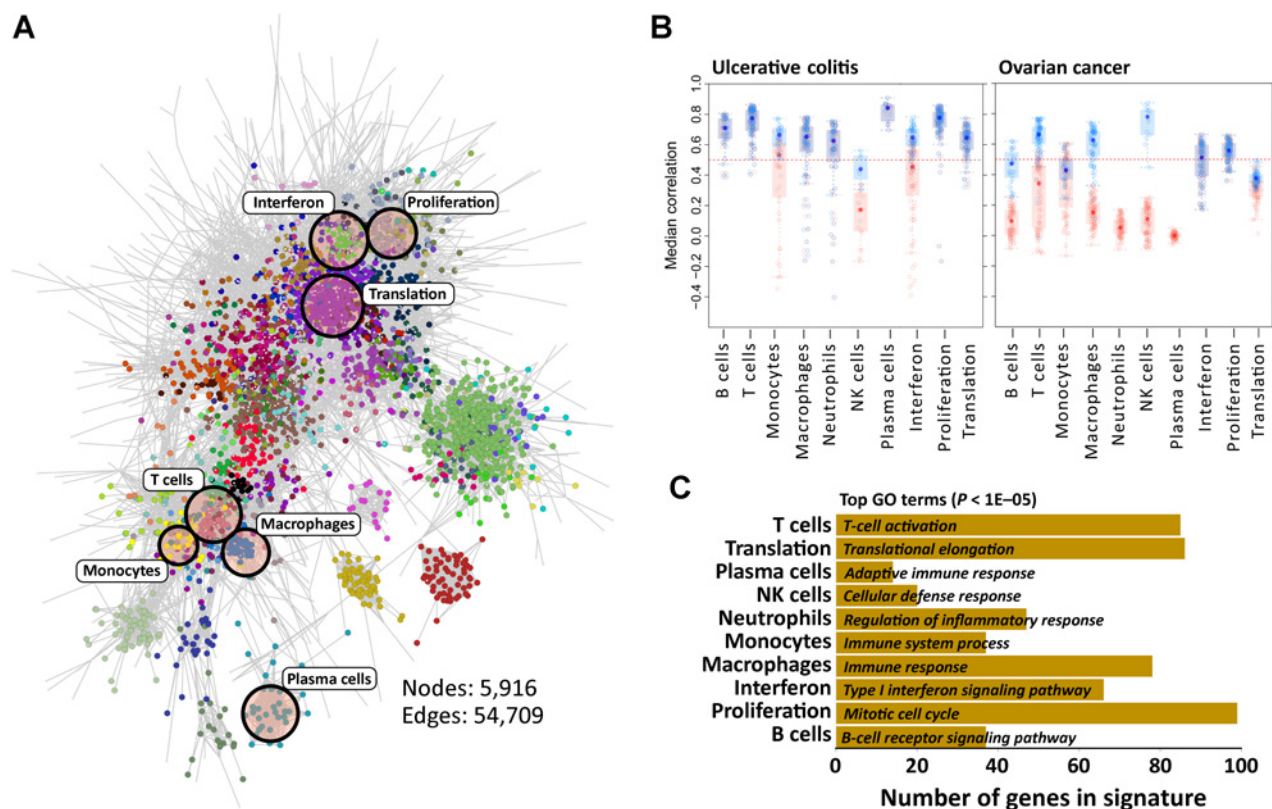 A
Interferon
Proliferation
Translation
T cells
Macrophages
Monocytes
Plasma cells
Nodes: 5,916
Edges: 54,709
B
Ulcerative colitis
Ovarian cancer
Median correlation
1.0
0.8
0.6
0.4
0.2
0.0
−0.2
−0.4
B cells
T cells
Monocytes
Macrophages
Neutrophils
NK cells
Plasma cells
Interferon
Proliferation
Translation
B cells
T cells
Monocytes
Macrophages
Neutrophils
NK cells
Plasma cells
Interferon
Proliferation
Translation
C
Top GO terms (P < 1E−05)
T cells T-cell activation
Translation Translational elongation
Plasma cells Adaptive immune response
NK cells Cellular defense response
Neutrophils Regulation of inflammatory response
Monocytes Immune system process
Macrophages Immune response
Interferon Type I interferon signaling pathway
Proliferation Mitotic cell cycle
B cells B-cell receptor signaling pathway
0 20 40 60 80 100
Number of genes in signature